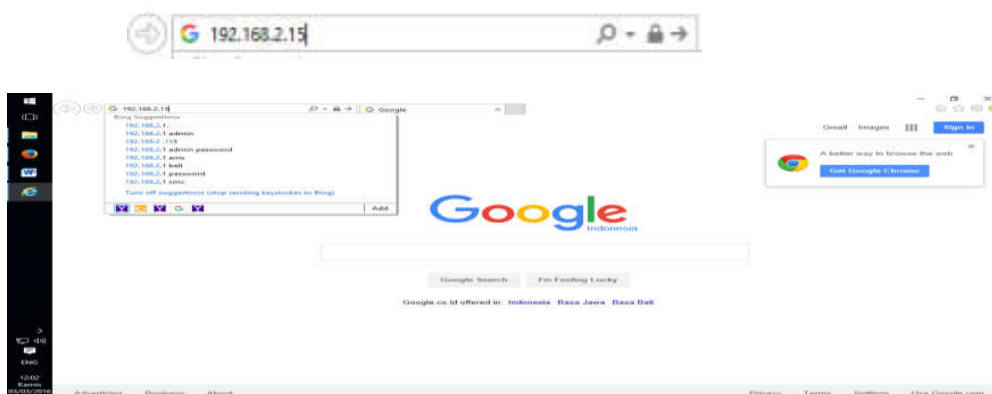 192.168.2.15
192.168.2.15
Google
Bing Suggestions
192.168.2.1.
192.168.2.1 admin
192.168.2 .155
192.168.2.1 admin password
192.168.2.1 arris
192.168.2.1 bell
192.168.2.1 password
192.168.2.1 smc
Turn off suggestions (stop sending keystrokes to Bing)
Add
Gmail Images Sign in
A better way to browse the web
Get Google Chrome
Google
Indonesia
Google Search I'm Feeling Lucky
Google.co.id offered in: Indonesia Basa Jawa Basa Bali
ENG
12:02
Kamis
03/03/2016
Advertising Business About Privacy Terms Settings Use Google.com